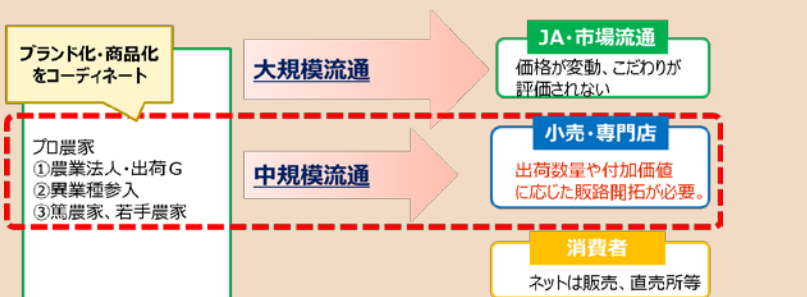 ブランド化・商品化
をコーディネート
プロ農家
①農業法人・出荷G
②異業種参入
③篤農家、若手農家
大規模流通
中規模流通
JA・市場流通
価格が変動、こだわりが
評価されない
小売・専門店
出荷数量や付加価値
に応じた販路開拓が必要。
消費者
ネットは販売、直売所等